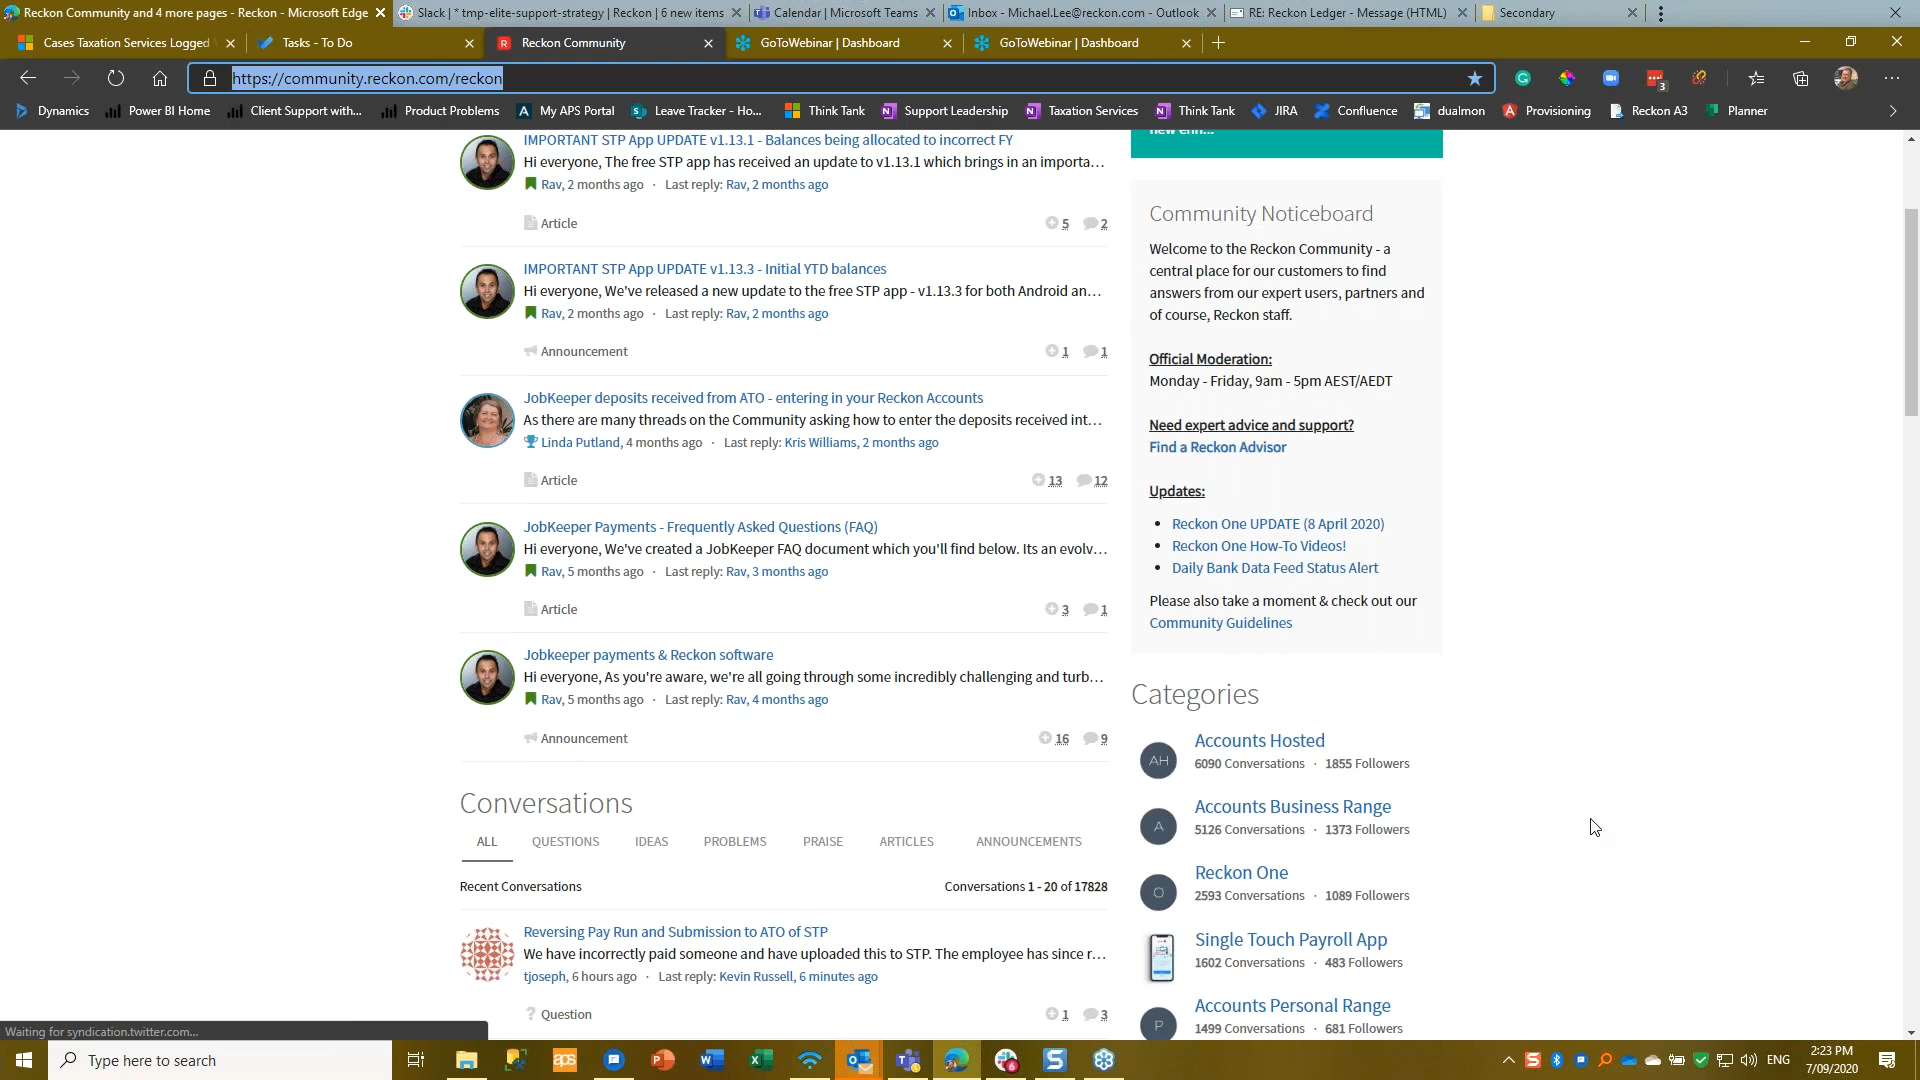 Reckon Community and 4 more pages - Reckon - Microsoft Edge
Slack | * tmp-elite-support-strategy | Reckon | 6 new items
Calendar | Microsoft Teams
Inbox - Michael.Lee@reckon.com - Outlook
RE: Reckon Ledger - Message (HTML)
Secondary
Cases Taxation Services Logged
Tasks - To Do
Reckon Community
GoToWebinar | Dashboard
GoToWebinar | Dashboard
https://community.reckon.com/reckon
3
Dynamics
Power BI Home
Client Support with...
Product Problems
My APS Portal
Leave Tracker - Ho...
Think Tank
Support Leadership
Taxation Services
Think Tank
JIRA
Confluence
dualmon
Provisioning
Reckon A3
Planner
IMPORTANT STP App UPDATE v1.13.1 - Balances being allocated to incorrect FY
Hi everyone, The free STP app has received an update to v1.13.1 which brings in an importa...
Rav, 2 months ago · Last reply: Rav, 2 months ago
Article
5 2
IMPORTANT STP App UPDATE v1.13.3 - Initial YTD balances
Hi everyone, We've released a new update to the free STP app - v1.13.3 for both Android an...
Rav, 2 months ago · Last reply: Rav, 2 months ago
Announcement
1 1
JobKeeper deposits received from ATO - entering in your Reckon Accounts
As there are many threads on the Community asking how to enter the deposits received int...
Linda Putland, 4 months ago · Last reply: Kris Williams, 2 months ago
Article
13 12
JobKeeper Payments - Frequently Asked Questions (FAQ)
Hi everyone, We've created a JobKeeper FAQ document which you'll find below. Its an evolv...
Rav, 5 months ago · Last reply: Rav, 3 months ago
Article
3 1
Jobkeeper payments & Reckon software
Hi everyone, As you're aware, we're all going through some incredibly challenging and turb...
Rav, 5 months ago · Last reply: Rav, 4 months ago
Announcement
16 9
Conversations
ALL QUESTIONS IDEAS PROBLEMS PRAISE ARTICLES ANNOUNCEMENTS
Recent Conversations
Conversations 1 - 20 of 17828
Reversing Pay Run and Submission to ATO of STP
We have incorrectly paid someone and have uploaded this to STP. The employee has since r...
tjoseph, 6 hours ago · Last reply: Kevin Russell, 6 minutes ago
? Question
1 3
Community Noticeboard
Welcome to the Reckon Community - a
central place for our customers to find
answers from our expert users, partners and
of course, Reckon staff.
Official Moderation:
Monday - Friday, 9am - 5pm AEST/AEDT
Need expert advice and support?
Find a Reckon Advisor
Updates:
• Reckon One UPDATE (8 April 2020)
• Reckon One How-To Videos!
• Daily Bank Data Feed Status Alert
Please also take a moment & check out our
Community Guidelines
Categories
AH
Accounts Hosted
6090 Conversations · 1855 Followers
A
Accounts Business Range
5126 Conversations · 1373 Followers
O
Reckon One
2593 Conversations · 1089 Followers
Single Touch Payroll App
1602 Conversations · 483 Followers
P
Accounts Personal Range
1499 Conversations · 681 Followers
Waiting for syndication.twitter.com...
Type here to search
aps
6
ENG
2:23 PM
7/09/2020